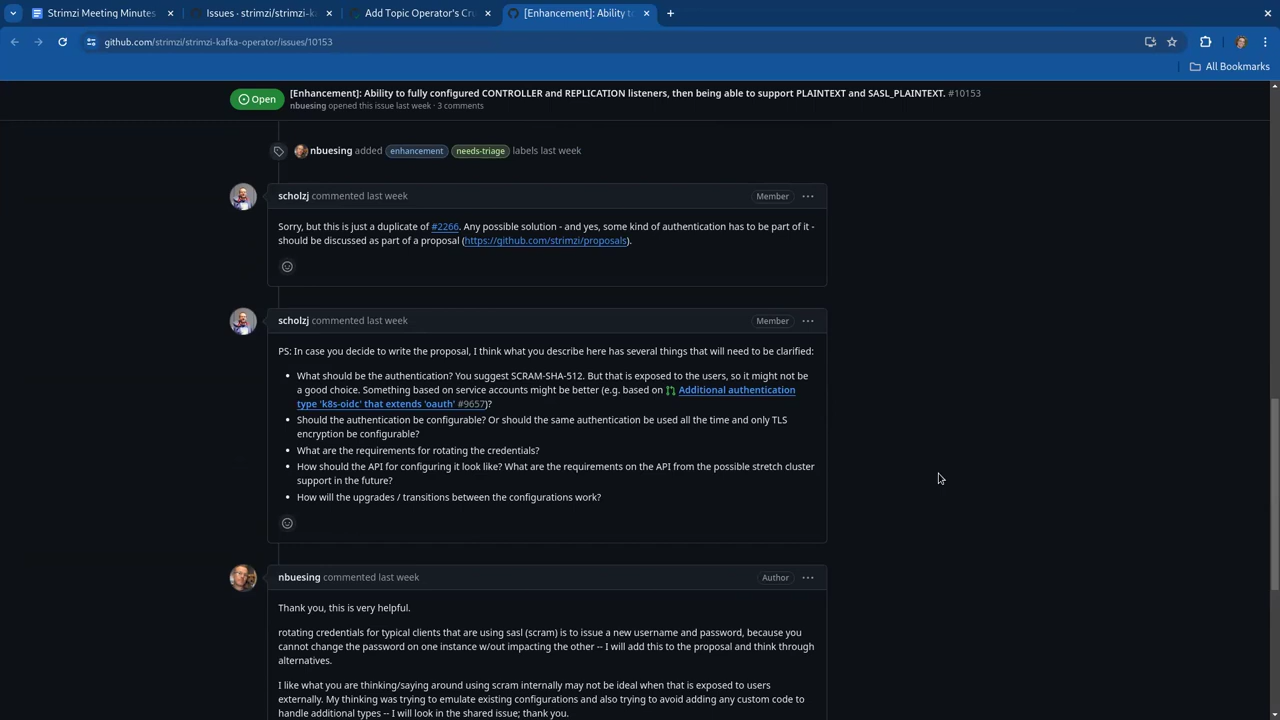 Strimzi Meeting Minutes
Issues · strimzi/strimzi-k
Add Topic Operator's Cr
[Enhancement]: Ability to
github.com/strimzi/strimzi-kafka-operator/issues/10153
All Bookmarks
Open
[Enhancement]: Ability to fully configured CONTROLLER and REPLICATION listeners, then being able to support PLAINTEXT and SASL_PLAINTEXT. #10153
nbuesing opened this issue last week · 3 comments
nbuesing added enhancement needs-triage labels last week
scholzj commented last week
Member
Sorry, but this is just a duplicate of #2266. Any possible solution - and yes, some kind of authentication has to be part of it -
should be discussed as part of a proposal (https://github.com/strimzi/proposals).
scholzj commented last week
Member
PS: In case you decide to write the proposal, I think what you describe here has several things that will need to be clarified:
• What should be the authentication? You suggest SCRAM-SHA-512. But that is exposed to the users, so it might not be
a good choice. Something based on service accounts might be better (e.g. based on Additional authentication
type 'k8s-oidc' that extends 'oauth' #9657)?
• Should the authentication be configurable? Or should the same authentication be used all the time and only TLS
encryption be configurable?
• What are the requirements for rotating the credentials?
• How should the API for configuring it look like? What are the requirements on the API from the possible stretch cluster
support in the future?
• How will the upgrades / transitions between the configurations work?
nbuesing commented last week
Author
Thank you, this is very helpful.
rotating credentials for typical clients that are using sasl (scram) is to issue a new username and password, because you
cannot change the password on one instance w/out impacting the other -- I will add this to the proposal and think through
alternatives.
I like what you are thinking/saying around using scram internally may not be ideal when that is exposed to users
externally. My thinking was trying to emulate existing configurations and also trying to avoid adding any custom code to
handle additional types -- I will look in the shared issue; thank you.